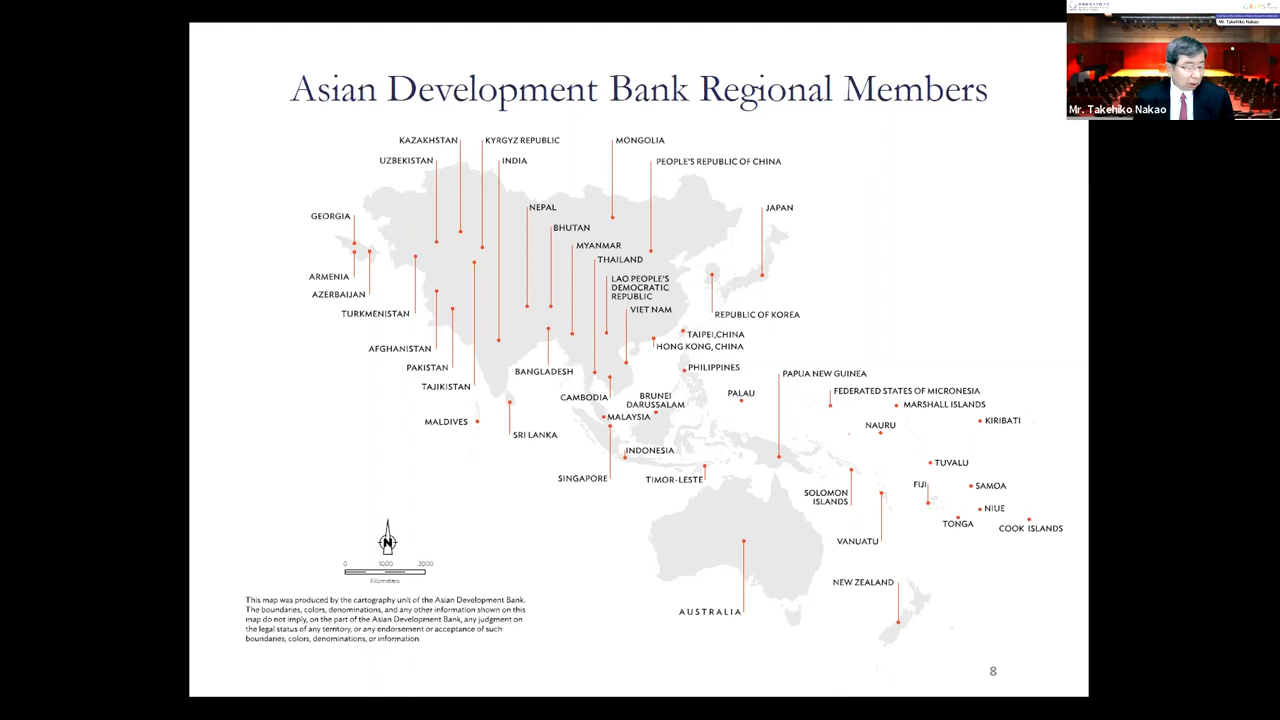 Asian Development Bank Regional Members
GRIPS
Mr. Takehiko Nakao
Mr. Takehiko Nakao
KAZAKHSTAN
KYRGYZ REPUBLIC
MONGOLIA
UZBEKISTAN
INDIA
PEOPLE'S REPUBLIC OF CHINA
NEPAL
JAPAN
GEORGIA
BHUTAN
MYANMAR
THAILAND
ARMENIA
LAO PEOPLE'S
DEMOCRATIC
REPUBLIC
AZERBAIJAN
VIET NAM
TURKMENISTAN
REPUBLIC OF KOREA
TAIPEI,CHINA
HONG KONG, CHINA
AFGHANISTAN
PAKISTAN
BANGLADESH
PHILIPPINES
PAPUA NEW GUINEA
TAJIKISTAN
FEDERATED STATES OF MICRONESIA
CAMBODIA
BRUNEI
DARUSSALAM
PALAU
MARSHALL ISLANDS
MALDIVES
MALAYSIA
NAURU
KIRIBATI
SRI LANKA
INDONESIA
TUVALU
SINGAPORE
TIMOR-LESTE
FIJI
SAMOA
SOLOMON
ISLANDS
NIUE
TONGA
COOK ISLANDS
VANUATU
N
0 1000 2000
Kilometers
NEW ZEALAND
AUSTRALIA
This map was produced by the cartography unit of the Asian Development Bank.
The boundaries, colors, denominations, and any other information shown on this
map do not imply, on the part of the Asian Development Bank, any judgment on
the legal status of any territory, or any endorsement or acceptance of such
boundaries, colors, denominations, or information.
8